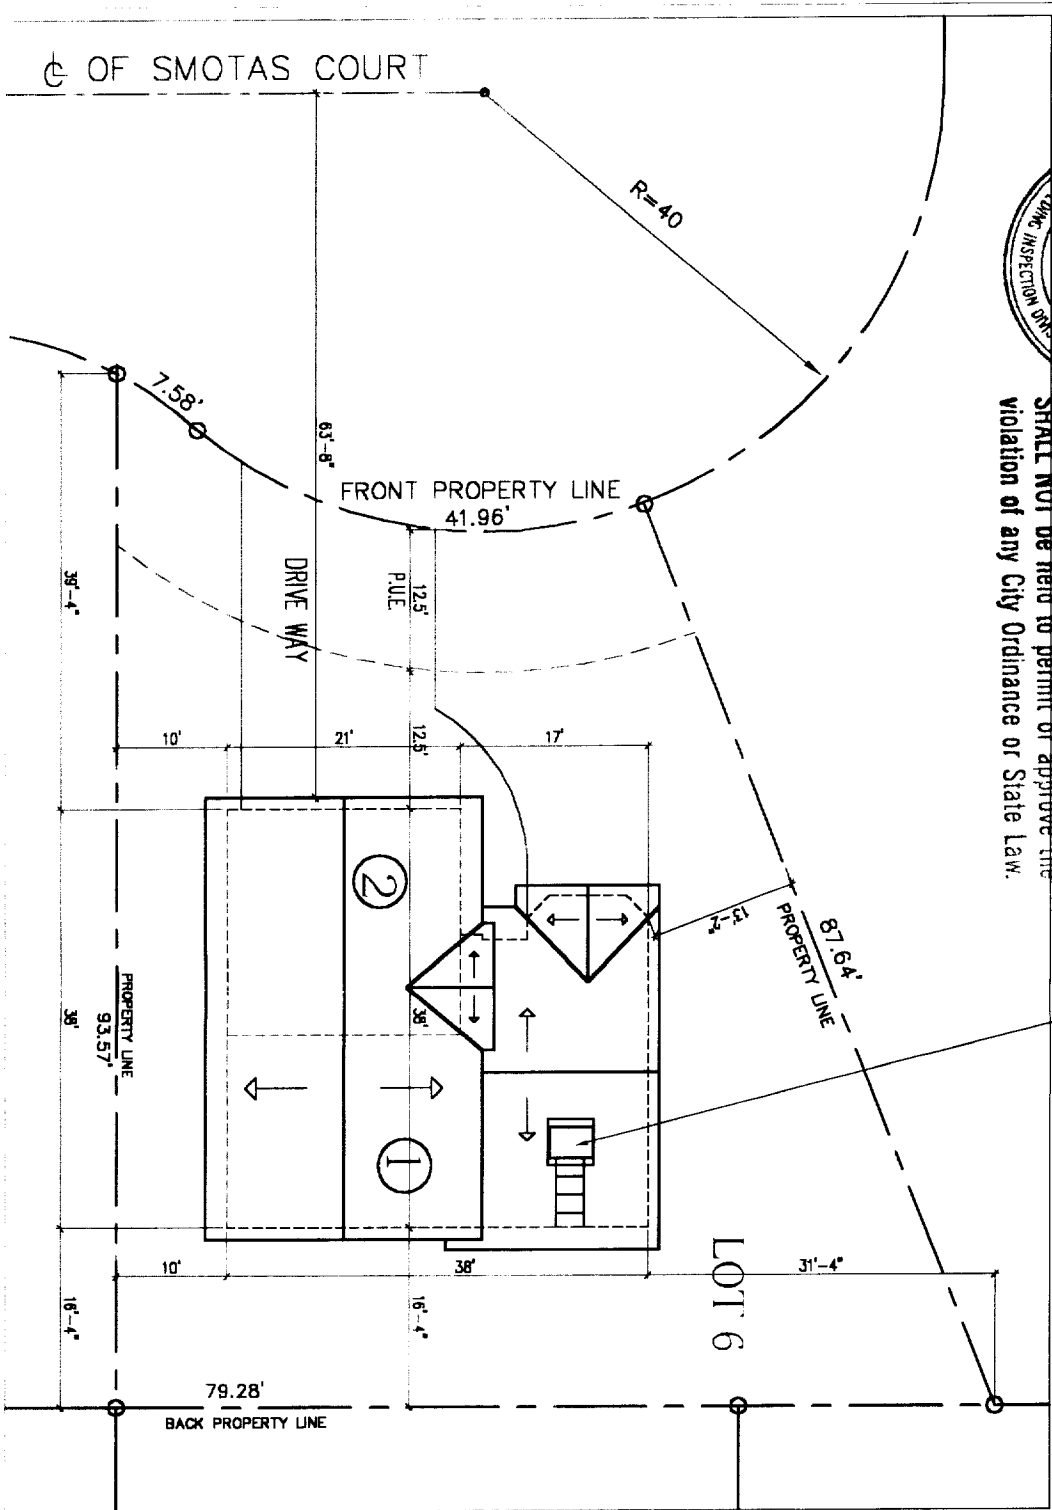 ℄ OF SMOTAS COURT
R=40
INSPECTION
SHALL NOT be held to permit or approve the
violation of any City Ordinance or State Law.
7.58'
63'-8"
FRONT PROPERTY LINE
41.96'
39'-4"
DRIVE WAY
12.5'
P.U.E.
10'
21'
12.5'
17'
2
13'-2"
87.64'
PROPERTY LINE
PROPERTY LINE
93.57'
38'
38'
1
LOT 6
10'
38'
31'-4"
16'-4"
16'-4"
79.28'
BACK PROPERTY LINE